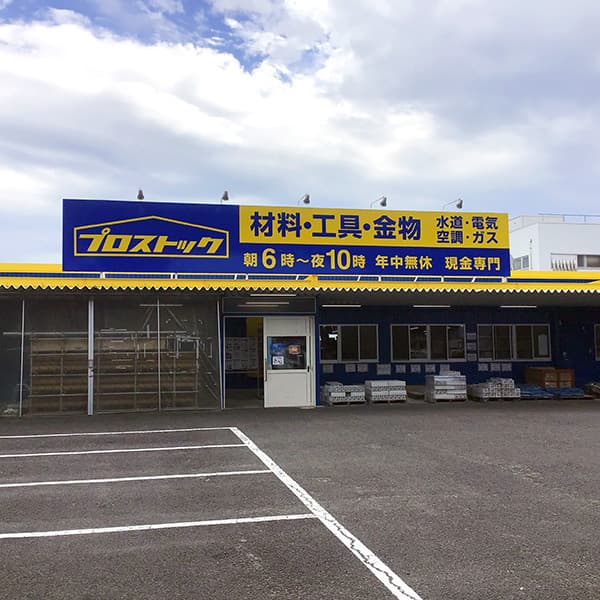 プロストック
材料・工具・金物
水道・電気
空調・ガス
朝6時～夜10時 年中無休 現金専門